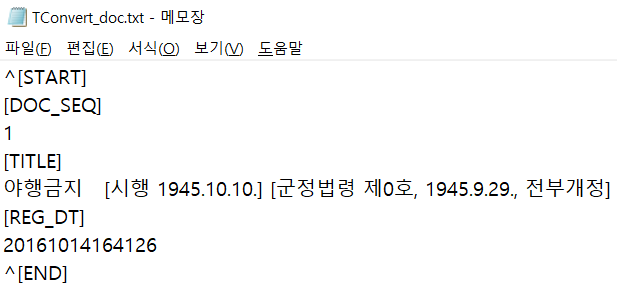 TConvert_doc.txt - 메모장
파일(F) 편집(E) 서식(O) 보기(V) 도움말
^[START]
[DOC_SEQ]
1
[TITLE]
야행금지   [시행 1945.10.10.] [군정법령 제0호, 1945.9.29., 전부개정]
[REG_DT]
20161014164126
^[END]